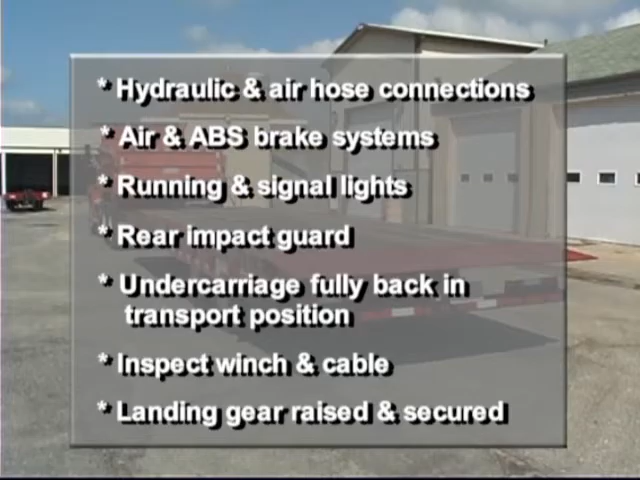 * Hydraulic & air hose connections
* Air & ABS brake systems
* Running & signal lights
* Rear impact guard
* Undercarriage fully back in
transport position
* Inspect winch & cable
* Landing gear raised & secured